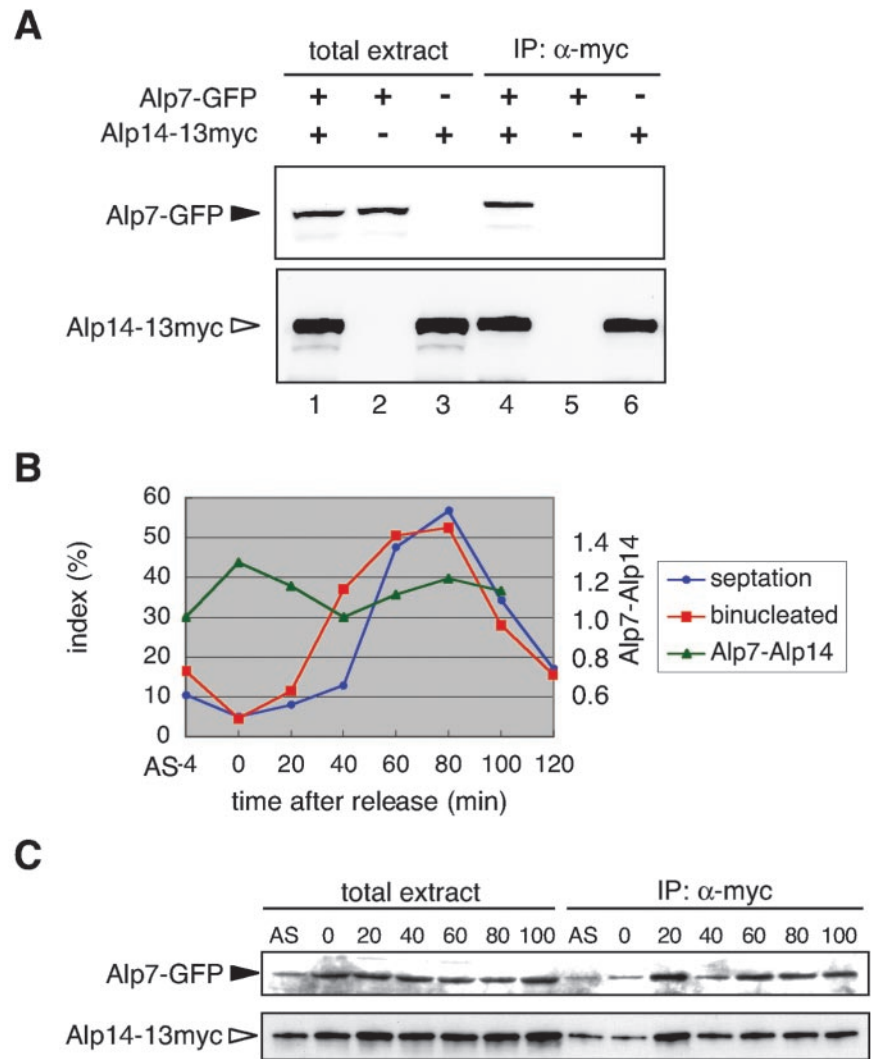 A
total extract IP: α-myc
Alp7-GFP + + - + + -
Alp14-13myc + - + + - +
Alp7-GFP
Alp14-13myc
1 2 3 4 5 6
B
60
50
40
30
20
10
0
index (%)
1.4
1.2
1.0
0.8
0.6
Alp7-Alp14
septation
binucleated
Alp7-Alp14
AS -4 0 20 40 60 80 100 120
time after release (min)
C
total extract IP: α-myc
AS 0 20 40 60 80 100 AS 0 20 40 60 80 100
Alp7-GFP
Alp14-13myc